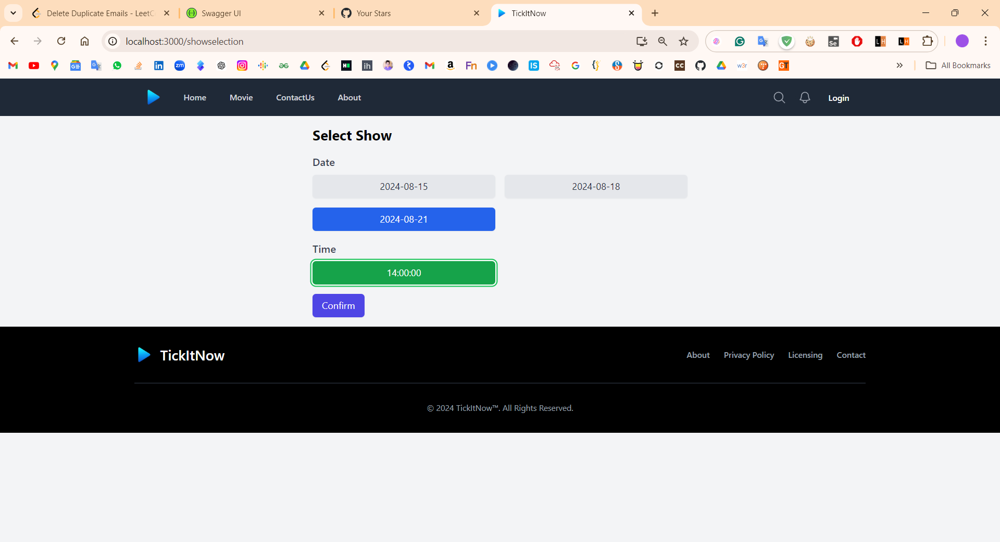 Delete Duplicate Emails - LeetC
Swagger UI
Your Stars
TickItNow
localhost:3000/showselection
All Bookmarks
Home
Movie
ContactUs
About
Login
Select Show
Date
2024-08-15
2024-08-18
2024-08-21
Time
14:00:00
Confirm
TickItNow
About
Privacy Policy
Licensing
Contact
© 2024 TickItNow™. All Rights Reserved.